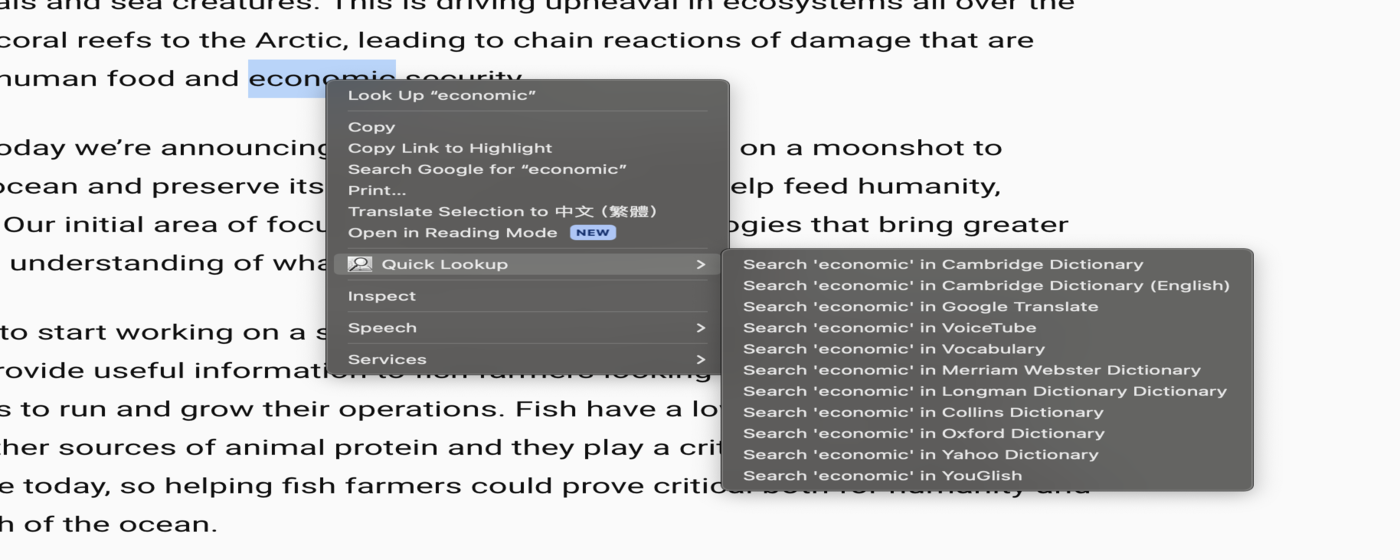 als and sea creatures. This is driving upheaval in ecosystems all over the
coral reefs to the Arctic, leading to chain reactions of damage that are
human food and economic security.
Look Up “economic”
Copy
Copy Link to Highlight
Search Google for “economic”
Print...
Translate Selection to 中文 (繁體)
Open in Reading Mode NEW
Quick Lookup >
Inspect
Speech >
Services >
Search 'economic' in Cambridge Dictionary
Search 'economic' in Cambridge Dictionary (English)
Search 'economic' in Google Translate
Search 'economic' in VoiceTube
Search 'economic' in Vocabulary
Search 'economic' in Merriam Webster Dictionary
Search 'economic' in Longman Dictionary Dictionary
Search 'economic' in Collins Dictionary
Search 'economic' in Oxford Dictionary
Search 'economic' in Yahoo Dictionary
Search 'economic' in YouGlish
oday we’re announcing on a moonshot to
ocean and preserve its elp feed humanity,
Our initial area of focu ogies that bring greater
understanding of wha
to start working on a s
rovide useful information to fish farmers looking
s to run and grow their operations. Fish have a lo
ther sources of animal protein and they play a crit
e today, so helping fish farmers could prove critical both for humanity and
h of the ocean.